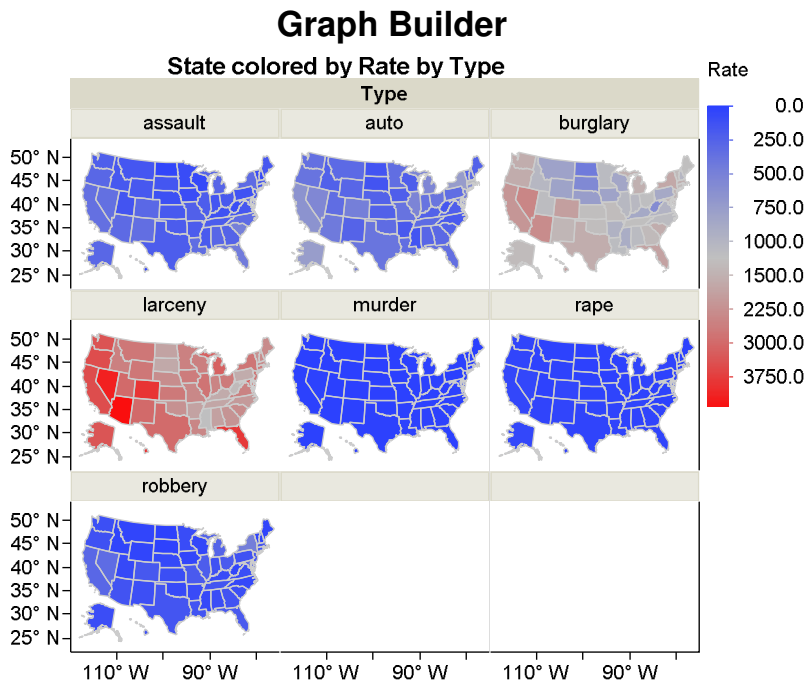 Graph Builder
State colored by Rate by Type
Rate
Type
assault auto burglary
50° N
45° N
40° N
35° N
30° N
25° N
larceny murder rape
50° N
45° N
40° N
35° N
30° N
25° N
robbery
50° N
45° N
40° N
35° N
30° N
25° N
110° W 90° W 110° W 90° W 110° W 90° W
0.0
250.0
500.0
750.0
1000.0
1500.0
2250.0
3000.0
3750.0